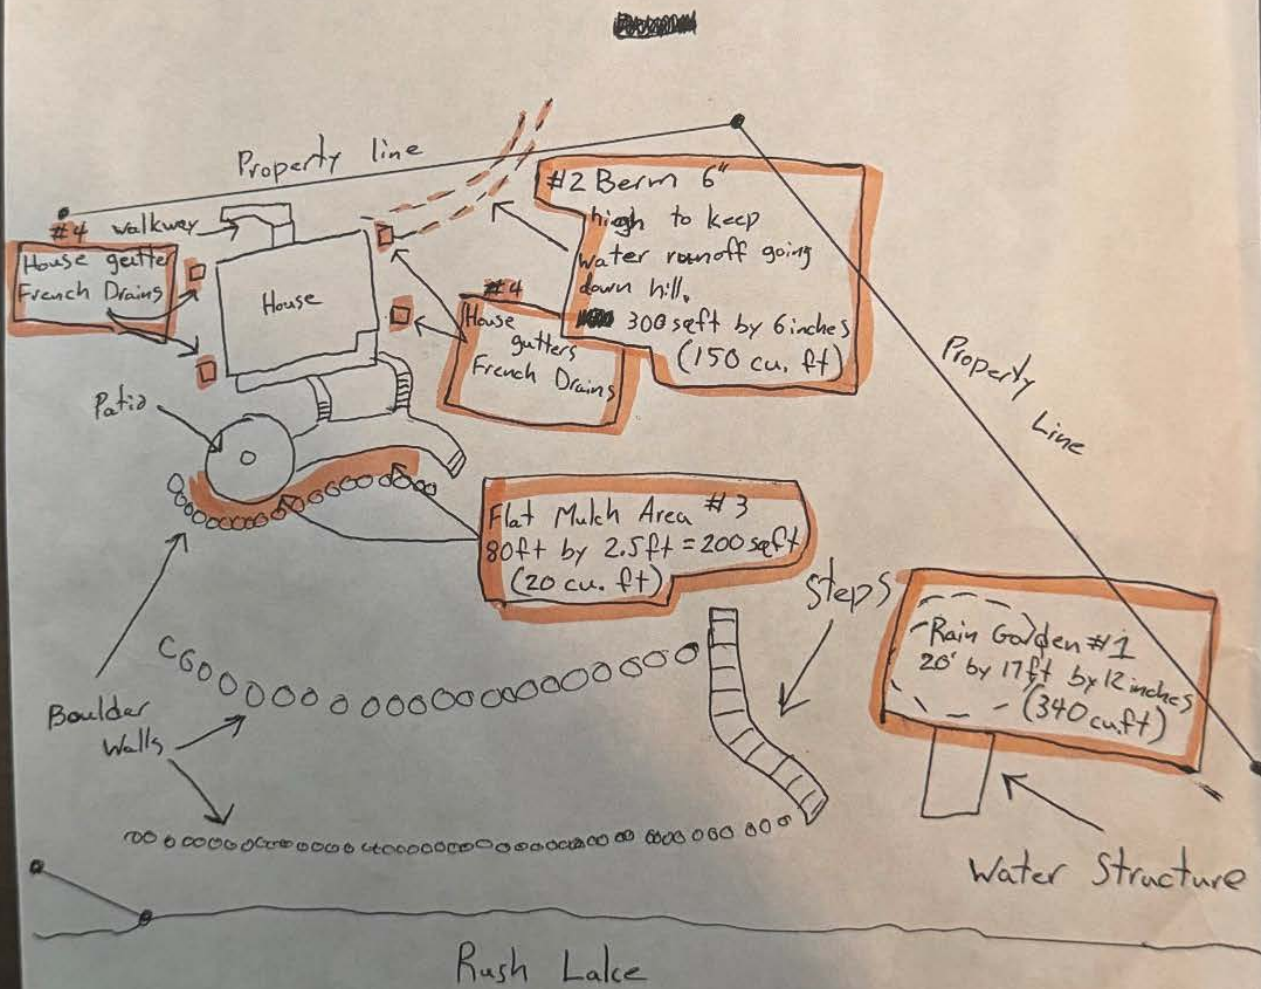 Property line
#2 Berm 6"
high to keep
water runoff going
down hill.
300 sqft by 6 inches
(150 cu. ft)
#4 walkway
House gutter
French Drains
House
#4
House
gutters
French Drains
Property
Line
Patio
Flat Mulch Area #3
80ft by 2.5ft = 200 sqft
(20 cu. ft)
Steps
Rain Garden #1
20' by 17ft by 12 inches
(340 cu.ft)
Boulder
Walls
Water Structure
Rush Lake